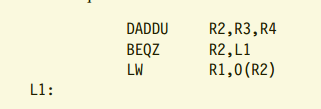 DADDU R2,R3,R4
BEQZ R2,L1
LW R1,0(R2)
L1: